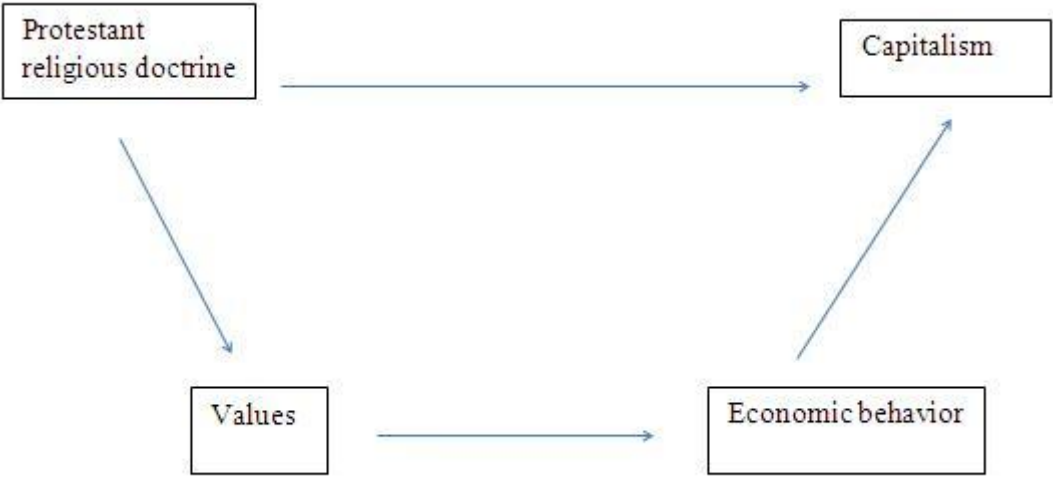 Protestant
religious doctrine
Capitalism
Values
Economic behavior